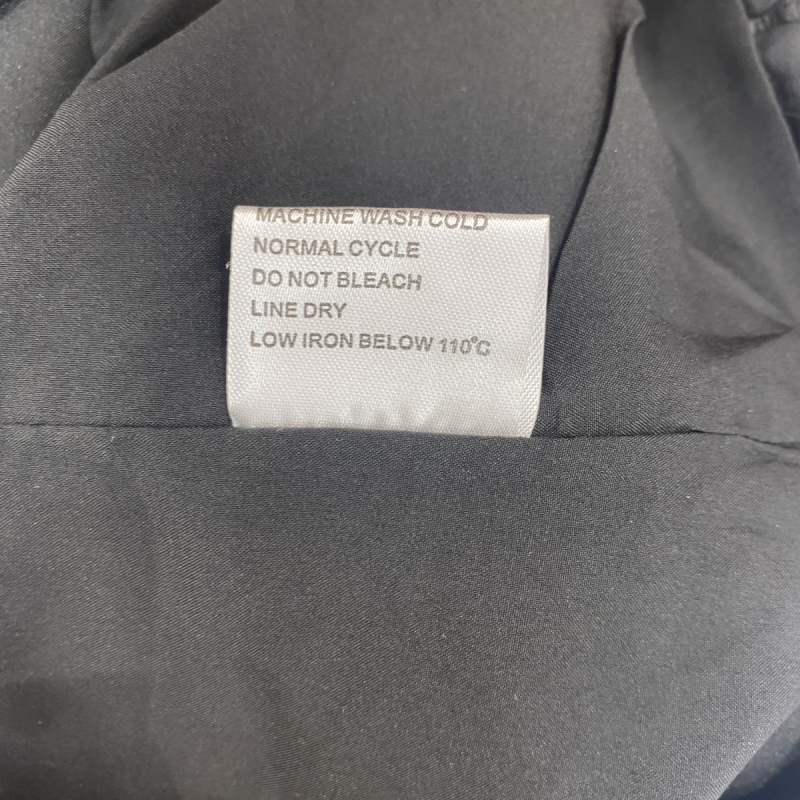 MACHINE WASH COLD
NORMAL CYCLE
DO NOT BLEACH
LINE DRY
LOW IRON BELOW 110°C